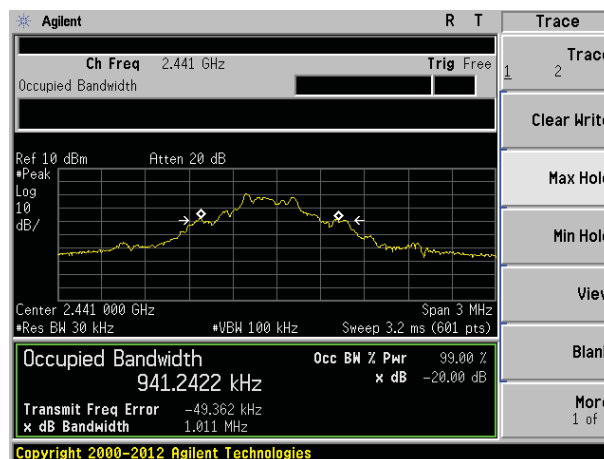 Agilent R T Trace
Ch Freq 2.441 GHz Trig Free
Occupied Bandwidth
Trace
1 2
Clear Write
Max Hold
Min Hold
View
Blank
More
1 of
Ref 10 dBm Atten 20 dB
#Peak
Log
10
dB/
Center 2.441 000 GHz Span 3 MHz
#Res BW 30 kHz #VBW 100 kHz Sweep 3.2 ms (601 pts)
Occupied Bandwidth Occ BW % Pwr 99.00 %
941.2422 kHz x dB -20.00 dB
Transmit Freq Error -49.362 kHz
x dB Bandwidth 1.011 MHz
Copyright 2000-2012 Agilent Technologies